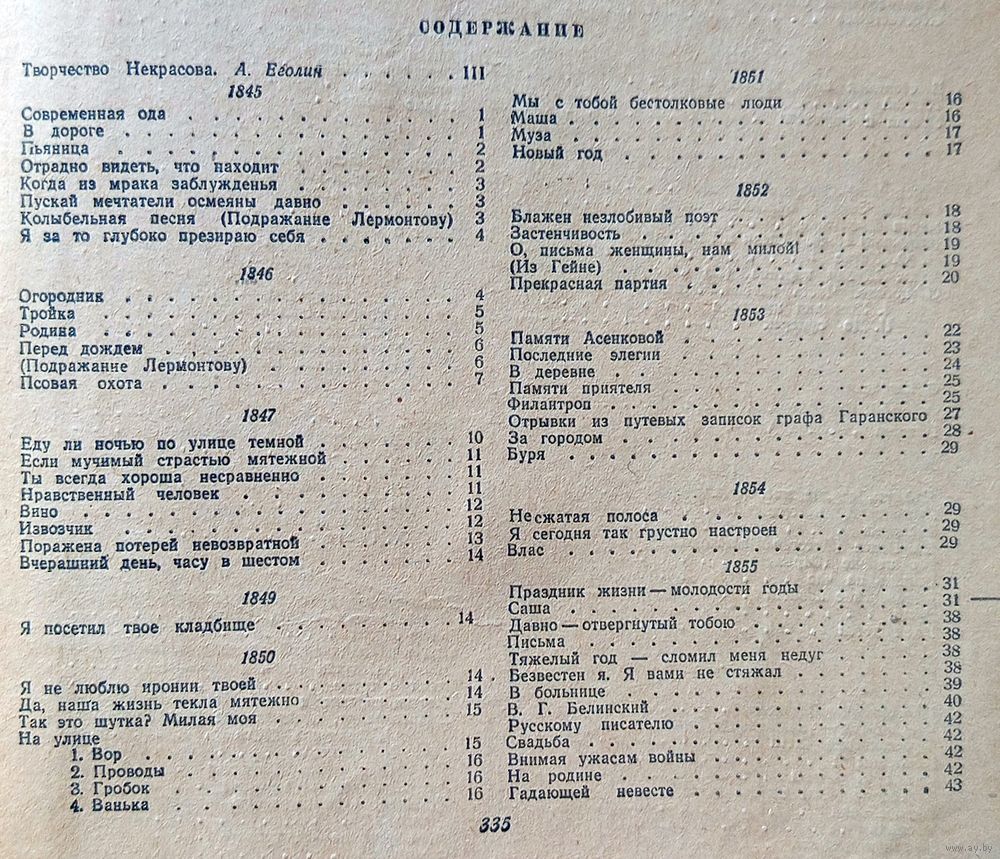 СОДЕРЖАНИЕ
Творчество Некрасова. А. Еголин . . . . . . III
1845
Современная ода . . . . . . . . . . 1
В дороге . . . . . . . . . . 1
Пьяница . . . . . . . . . . 2
Отрадно видеть, что находит . . . . . . 2
Когда из мрака заблужденья . . . . . . 3
Пускай мечтатели осмеяны давно . . . . . . 3
Колыбельная песня (Подражание Лермонтову) 3
Я за то глубоко презираю себя . . . . . . 4
1846
Огородник . . . . . . . . . . 4
Тройка . . . . . . . . . . 5
Родина . . . . . . . . . . 5
Перед дождем . . . . . . . . . . 6
(Подражание Лермонтову) . . . . . . 6
Псовая охота . . . . . . . . . . 7
1847
Еду ли ночью по улице темной . . . . . . 10
Если мучимый страстью мятежной . . . . . . 11
Ты всегда хороша несравненно . . . . . . 11
Нравственный человек . . . . . . . . 11
Вино . . . . . . . . . . 12
Извозчик . . . . . . . . . . 12
Поражена потерей невозвратной . . . . . . 13
Вчерашний день, часу в шестом . . . . . . 14
1849
Я посетил твое кладбище . . . . . . 14
1850
Я не люблю иронии твоей . . . . . . 14
Да, наша жизнь текла мятежно . . . . . . 14
Так это шутка? Милая моя . . . . . . 15
На улице
1. Вор . . . . . . . . . . 15
2. Проводы . . . . . . . . . . 16
3. Гробок . . . . . . . . . . 16
4. Ванька . . . . . . . . . . 16
1851
Мы с тобой бестолковые люди . . . . . . 16
Маша . . . . . . . . . . 16
Муза . . . . . . . . . . 17
Новый год . . . . . . . . . . 17
1852
Блажен незлобивый поэт . . . . . . 18
Застенчивость . . . . . . . . . . 18
О, письма женщины, нам милой! . . . . . . 19
(Из Гейне) . . . . . . . . . . 19
Прекрасная партия . . . . . . . . 20
1853
Памяти Асенковой . . . . . . . . 22
Последние элегии . . . . . . . . 23
В деревне . . . . . . . . . . 24
Памяти приятеля . . . . . . . . 25
Филантроп . . . . . . . . . . 25
Отрывки из путевых записок графа Гаранского 27
За городом . . . . . . . . . . 28
Буря . . . . . . . . . . 29
1854
Несжатая полоса . . . . . . . . 29
Я сегодня так грустно настроен . . . . . . 29
Влас . . . . . . . . . . 29
1855
Праздник жизни — молодости годы . . . . . . 31
Саша . . . . . . . . . . 31
Давно — отвергнутый тобою . . . . . . 38
Письма . . . . . . . . . . 38
Тяжелый год — сломил меня недуг . . . . . 38
Безвестен я. Я вами не стяжал . . . . . . 38
В больнице . . . . . . . . . . 39
В. Г. Белинский . . . . . . . . 40
Русскому писателю . . . . . . . . 42
Свадьба . . . . . . . . . . 42
Внимая ужасам войны . . . . . . . . 42
На родине . . . . . . . . . . 42
Гадающей невесте . . . . . . . . 43
335
www.ay.by